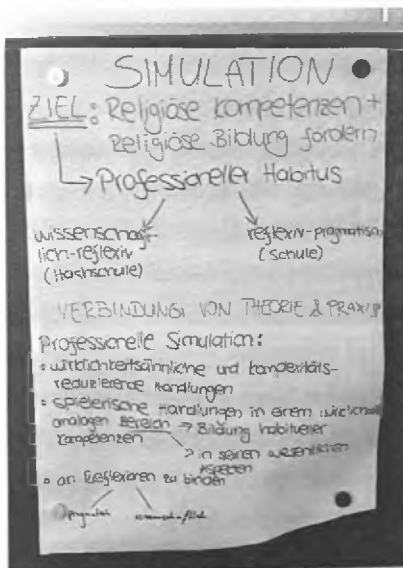 SIMULATION
ZIEL: Religiöse Kompetenzen +
Religiöse Bildung fördern
→ Professioneller Habitus
wissenschaft-
lich-reflexiv
(Hochschule)
reflexiv-pragmatisch
(Schule)
VERBINDUNG VON THEORIE & PRAXIS
Professionelle Simulation:
• wirklichkeitsähnliche und komplexitäts-
reduzierende Handlungen
• spielerische Handlungen in einem
analogen Bereich → Bildung habitueller
Kompetenzen
> in seinen wesentlichen
Aspekten
• an Reflexionen zu binden